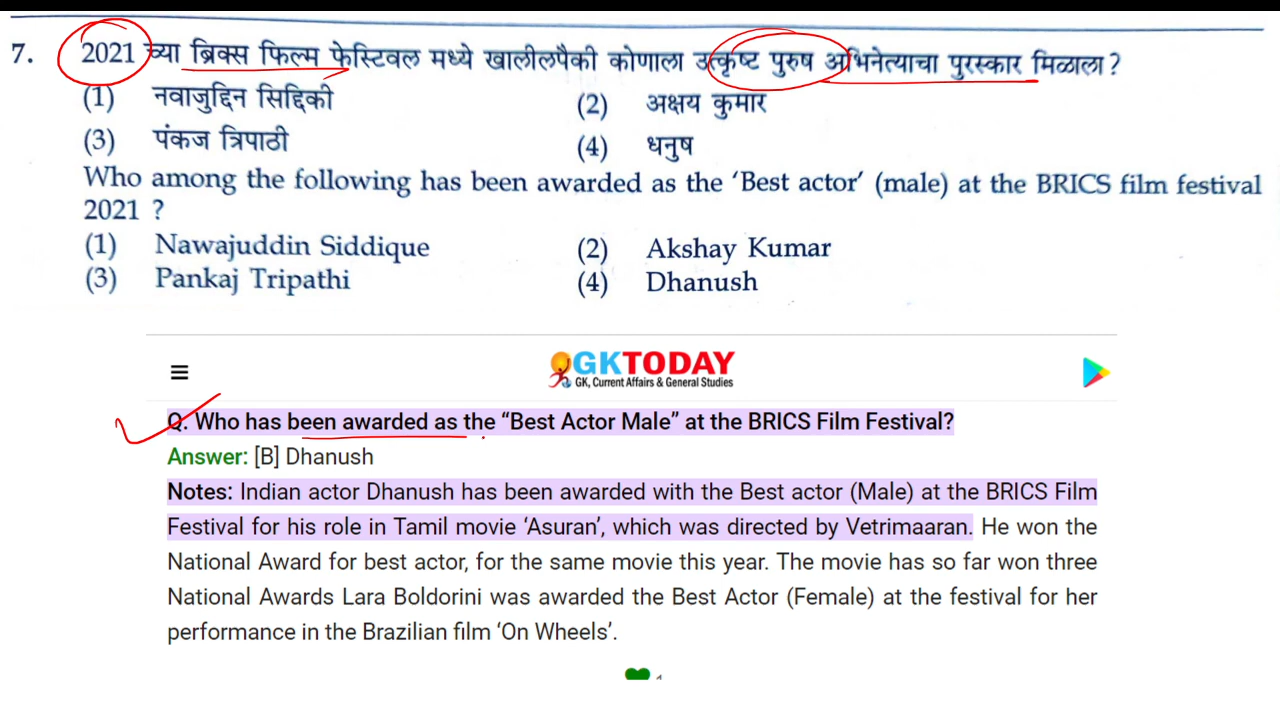 7. 2021 च्या ब्रिक्स फिल्म फेस्टिवल मध्ये खालीलपैकी कोणाला उत्कृष्ट पुरुष अभिनेत्याचा पुरस्कार मिळाला ?
(1) नवाजुद्दिन सिद्दिकी (2) अक्षय कुमार
(3) पंकज त्रिपाठी (4) धनुष
Who among the following has been awarded as the ‘Best actor’ (male) at the BRICS film festival
2021 ?
(1) Nawajuddin Siddique (2) Akshay Kumar
(3) Pankaj Tripathi (4) Dhanush
GKTODAY
GK, Current Affairs & General Studies
Q. Who has been awarded as the “Best Actor Male” at the BRICS Film Festival?
Answer: [B] Dhanush
Notes: Indian actor Dhanush has been awarded with the Best actor (Male) at the BRICS Film
Festival for his role in Tamil movie ‘Asuran’, which was directed by Vetrimaaran. He won the
National Award for best actor, for the same movie this year. The movie has so far won three
National Awards Lara Boldorini was awarded the Best Actor (Female) at the festival for her
performance in the Brazilian film ‘On Wheels’.